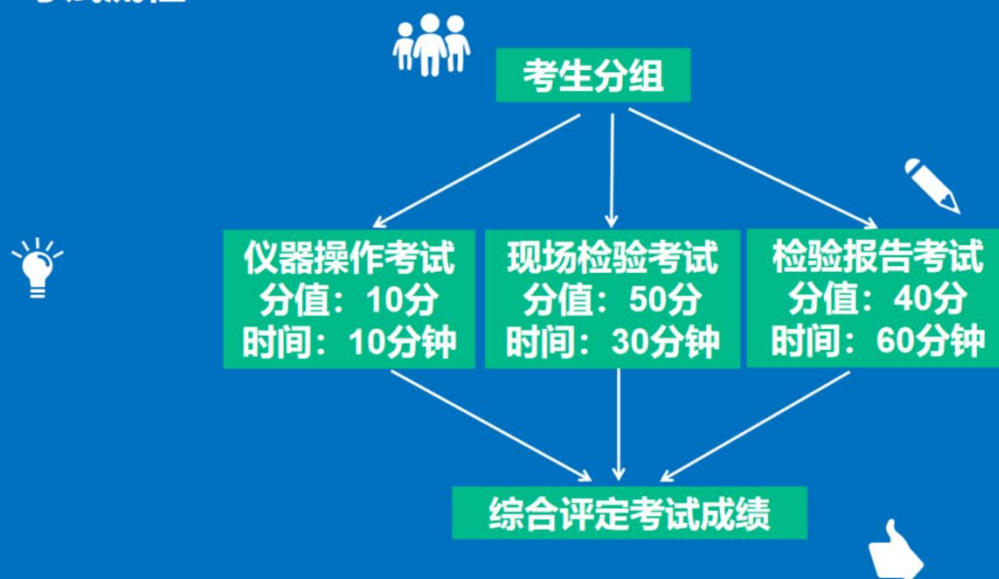 考生分组
仪器操作考试
分值：10分
时间：10分钟
现场检验考试
分值：50分
时间：30分钟
检验报告考试
分值：40分
时间：60分钟
综合评定考试成绩